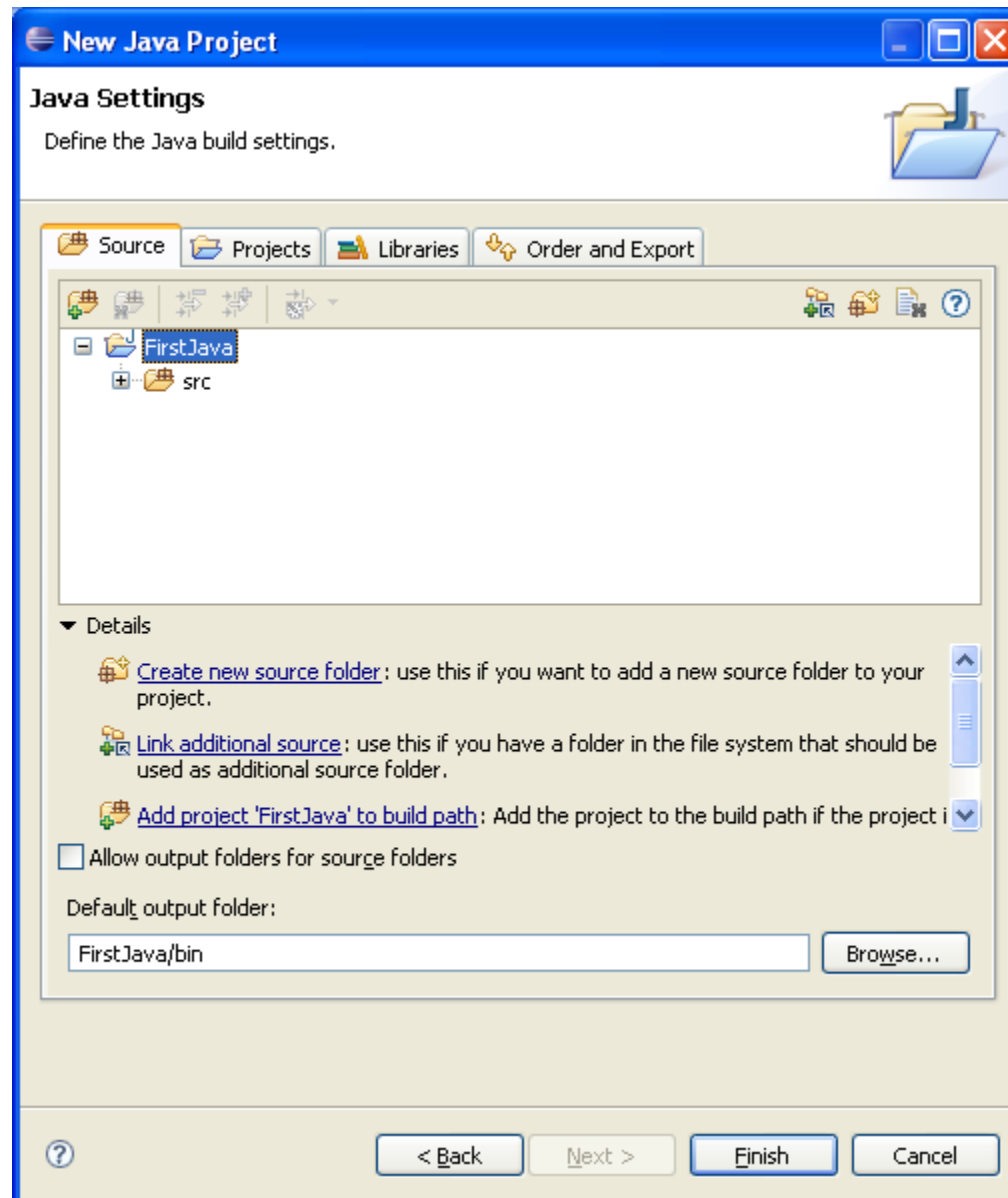 New Java Project
Java Settings
Define the Java build settings.
Source
Projects
Libraries
Order and Export
FirstJava
src
Details
Create new source folder: use this if you want to add a new source folder to your
project.
Link additional source: use this if you have a folder in the file system that should be
used as additional source folder.
Add project 'FirstJava' to build path: Add the project to the build path if the project i
Allow output folders for source folders
Default output folder:
FirstJava/bin
Browse...
< Back
Next >
Finish
Cancel